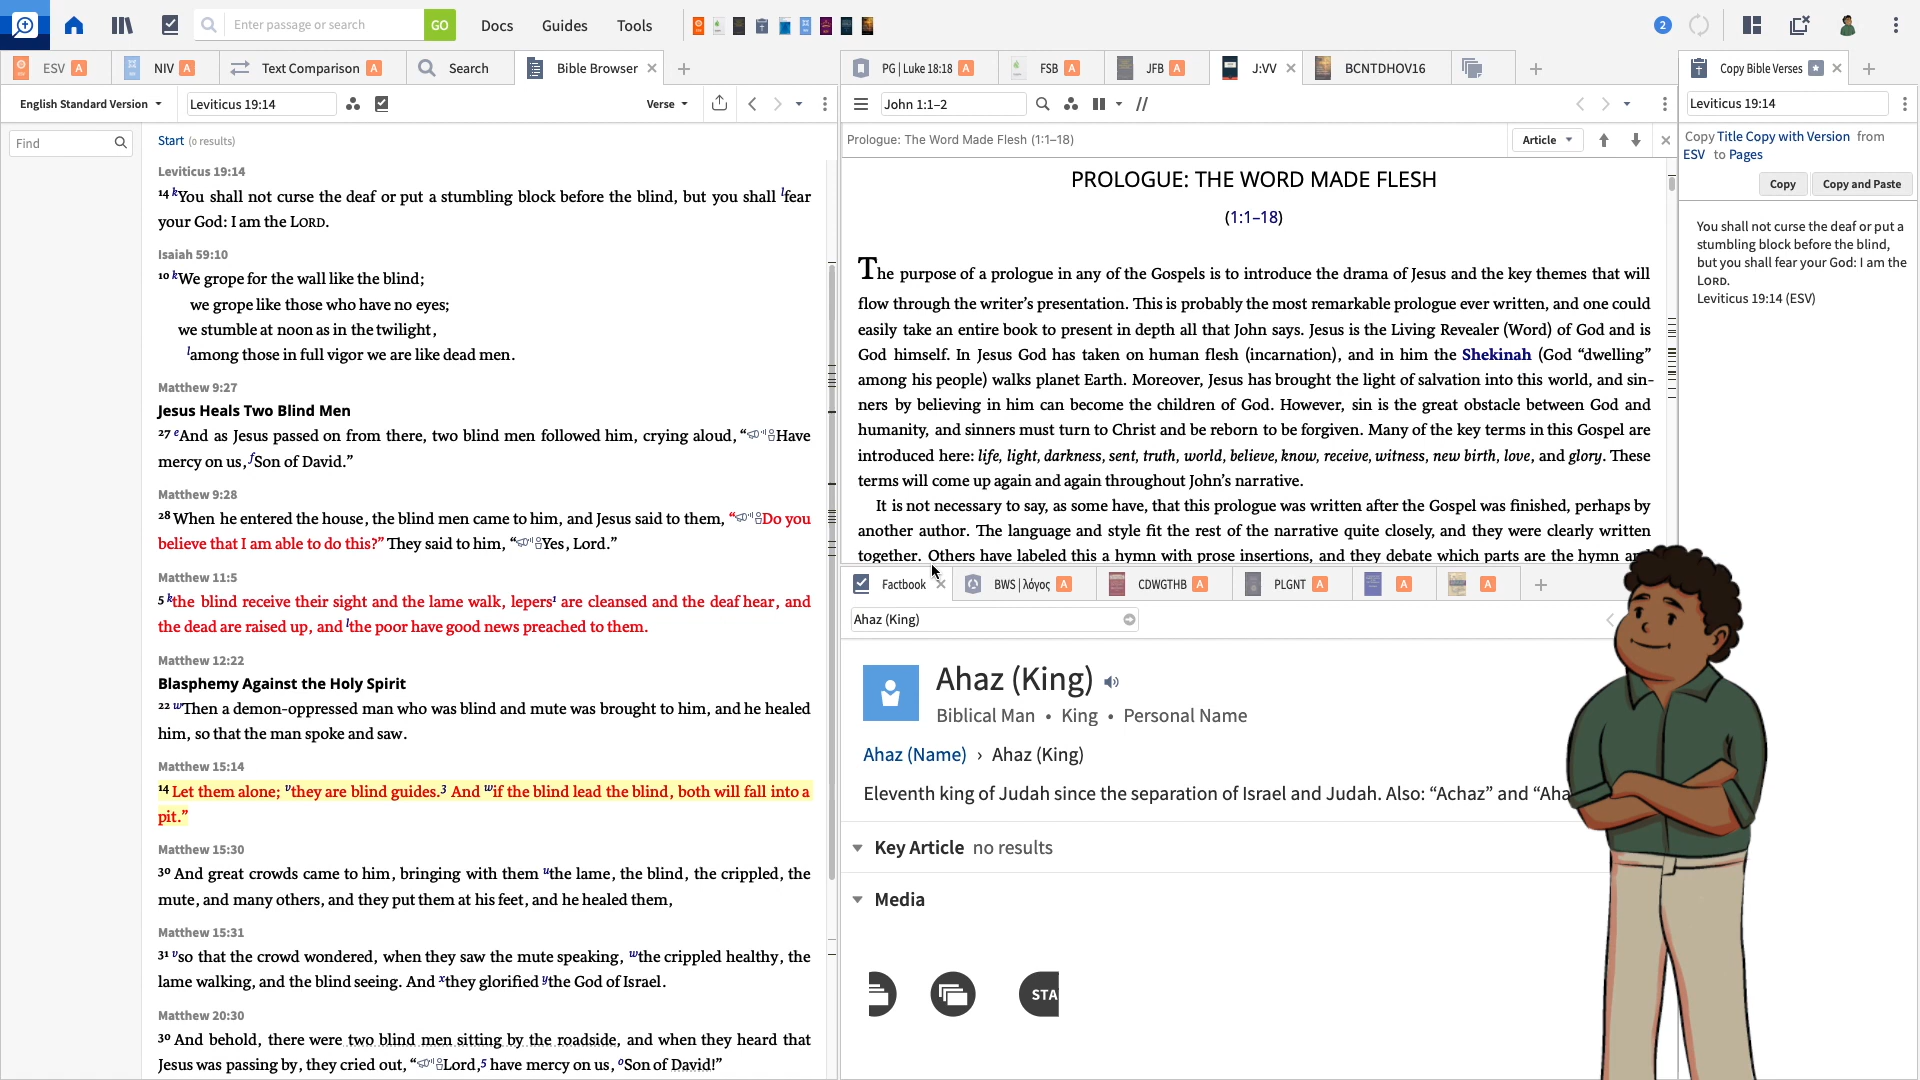 Enter passage or search
GO
Docs
Guides
Tools
2
ESV A
NIV A
Text Comparison A
Search
Bible Browser
English Standard Version
Leviticus 19:14
Verse
Find
Start (0 results)
Leviticus 19:14
14 kYou shall not curse the deaf or put a stumbling block before the blind, but you shall lfear
your God: I am the LORD.
Isaiah 59:10
10 kWe grope for the wall like the blind;
we grope like those who have no eyes;
we stumble at noon as in the twilight,
lamong those in full vigor we are like dead men.
Matthew 9:27
Jesus Heals Two Blind Men
27 eAnd as Jesus passed on from there, two blind men followed him, crying aloud, “Have
mercy on us, fSon of David.”
Matthew 9:28
28 When he entered the house, the blind men came to him, and Jesus said to them, “Do you
believe that I am able to do this?” They said to him, “Yes, Lord.”
Matthew 11:5
5 kthe blind receive their sight and the lame walk, lepers1 are cleansed and the deaf hear, and
the dead are raised up, and lthe poor have good news preached to them.
Matthew 12:22
Blasphemy Against the Holy Spirit
22 wThen a demon-oppressed man who was blind and mute was brought to him, and he healed
him, so that the man spoke and saw.
Matthew 15:14
14 Let them alone; vthey are blind guides.3 And wif the blind lead the blind, both will fall into a
pit.”
Matthew 15:30
30 And great crowds came to him, bringing with them uthe lame, the blind, the crippled, the
mute, and many others, and they put them at his feet, and he healed them,
Matthew 15:31
31 vso that the crowd wondered, when they saw the mute speaking, wthe crippled healthy, the
lame walking, and the blind seeing. And xthey glorified ythe God of Israel.
Matthew 20:30
30 And behold, there were two blind men sitting by the roadside, and when they heard that
Jesus was passing by, they cried out, “Lord,5 have mercy on us, oSon of David!”
PG | Luke 18:18 A
FSB A
JFB A
J:VV
BCNTDHOV16
John 1:1–2
Prologue: The Word Made Flesh (1:1–18)
Article
PROLOGUE: THE WORD MADE FLESH
(1:1–18)
The purpose of a prologue in any of the Gospels is to introduce the drama of Jesus and the key themes that will
flow through the writer’s presentation. This is probably the most remarkable prologue ever written, and one could
easily take an entire book to present in depth all that John says. Jesus is the Living Revealer (Word) of God and is
God himself. In Jesus God has taken on human flesh (incarnation), and in him the Shekinah (God “dwelling”
among his people) walks planet Earth. Moreover, Jesus has brought the light of salvation into this world, and sin-
ners by believing in him can become the children of God. However, sin is the great obstacle between God and
humanity, and sinners must turn to Christ and be reborn to be forgiven. Many of the key terms in this Gospel are
introduced here: life, light, darkness, sent, truth, world, believe, know, receive, witness, new birth, love, and glory. These
terms will come up again and again throughout John’s narrative.
It is not necessary to say, as some have, that this prologue was written after the Gospel was finished, perhaps by
another author. The language and style fit the rest of the narrative quite closely, and they were clearly written
together. Others have labeled this a hymn with prose insertions, and they debate which parts are the hymn and
Factbook
BWS | λόγος A
CDWGTHB A
PLGNT A
A
A
Ahaz (King)
Ahaz (King)
Biblical Man • King • Personal Name
Ahaz (Name) › Ahaz (King)
Eleventh king of Judah since the separation of Israel and Judah. Also: “Achaz” and “Aha
Key Article no results
Media
STA
Copy Bible Verses
Leviticus 19:14
Copy Title Copy with Version from
ESV to Pages
Copy
Copy and Paste
You shall not curse the deaf or put a
stumbling block before the blind,
but you shall fear your God: I am the
LORD.
Leviticus 19:14 (ESV)